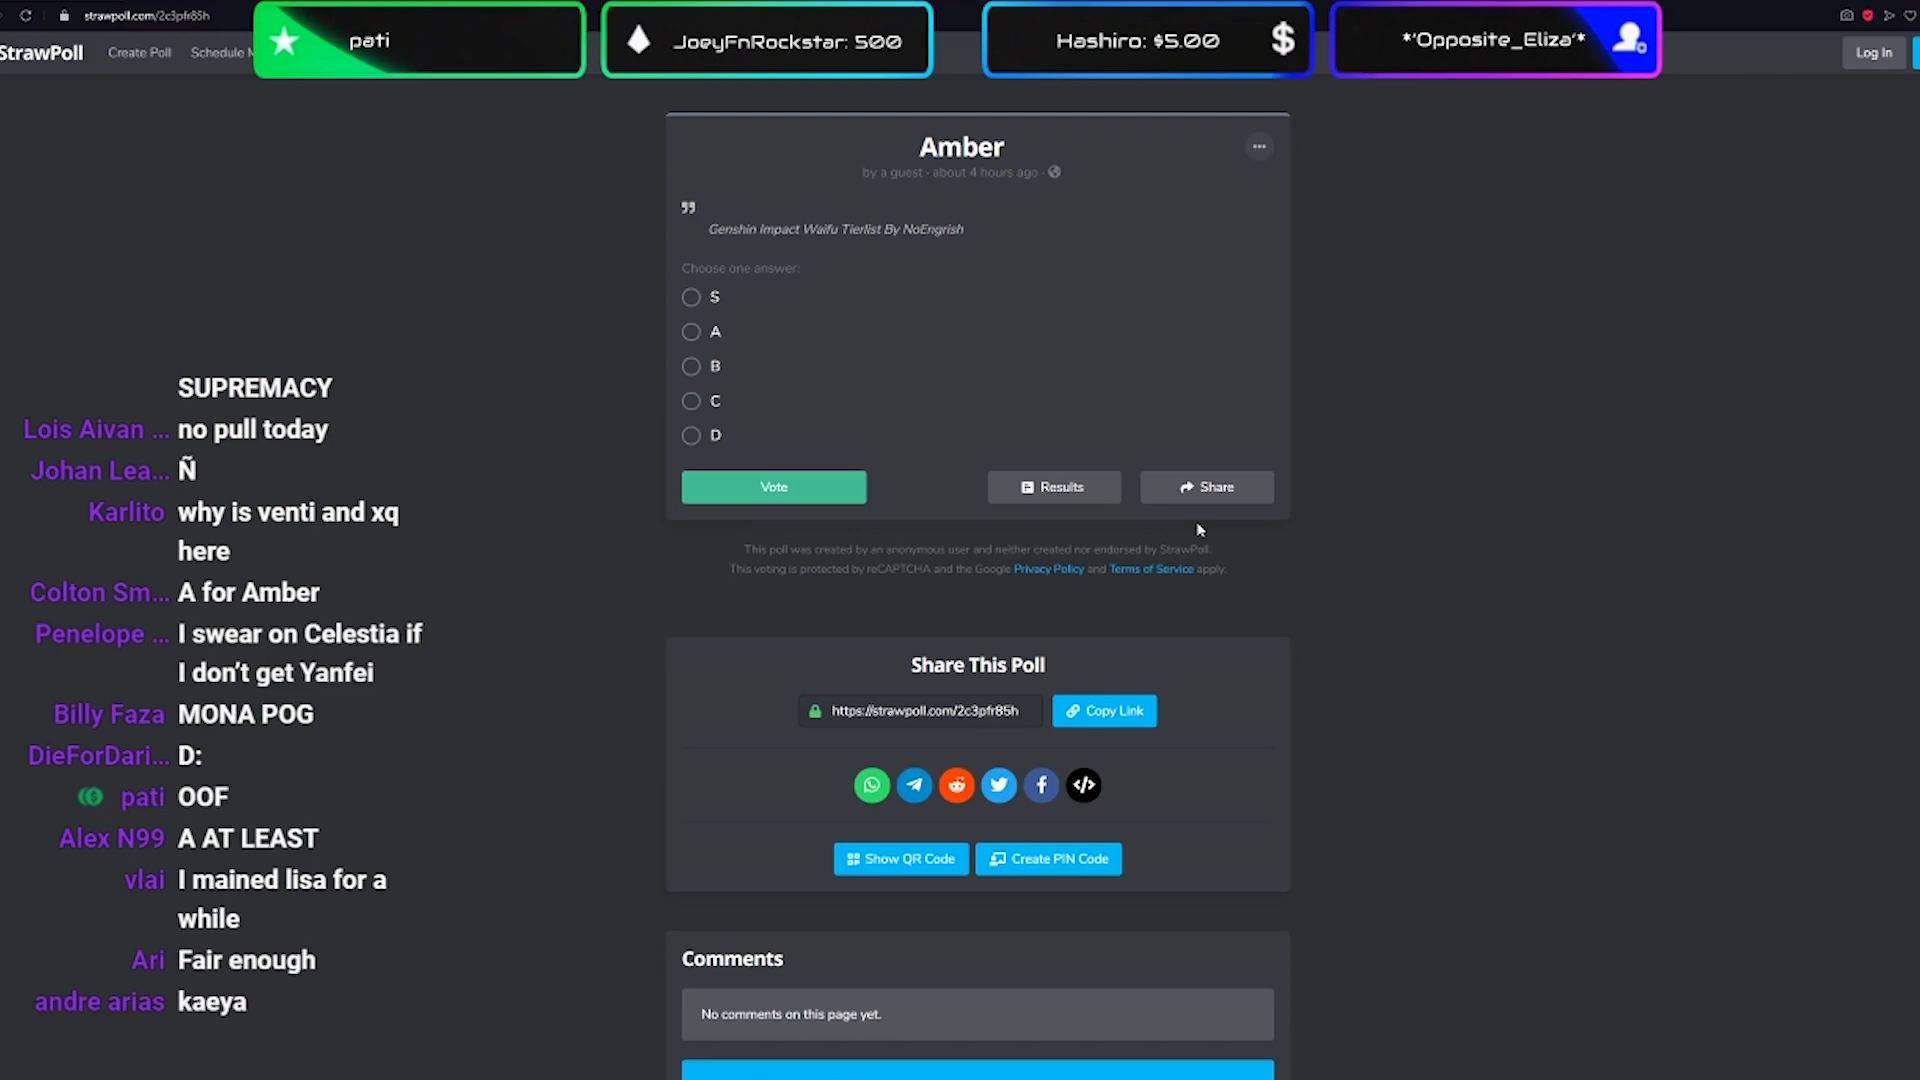 strawpoll.com/2c3pfr85h
pati
JoeyFnRockstar: 500
Hashiro: $5.00
$
*'Opposite_Eliza'*
StrawPoll
Create Poll
Schedule M
Log In
Amber
by a guest · about 4 hours ago ·
Genshin Impact Waifu Tierlist By NoEngrish
Choose one answer:
S
A
B
C
D
Vote
Results
Share
This poll was created by an anonymous user and neither created nor endorsed by StrawPoll.
This voting is protected by reCAPTCHA and the Google Privacy Policy and Terms of Service apply.
Share This Poll
https://strawpoll.com/2c3pfr85h
Copy Link
Show QR Code
Create PIN Code
Comments
No comments on this page yet.
SUPREMACY
Lois Aivan ... no pull today
Johan Lea... Ñ
Karlito why is venti and xq
here
Colton Sm... A for Amber
Penelope ... I swear on Celestia if
I don't get Yanfei
Billy Faza MONA POG
DieForDari... D:
pati OOF
Alex N99 A AT LEAST
vlai I mained lisa for a
while
Ari Fair enough
andre arias kaeya